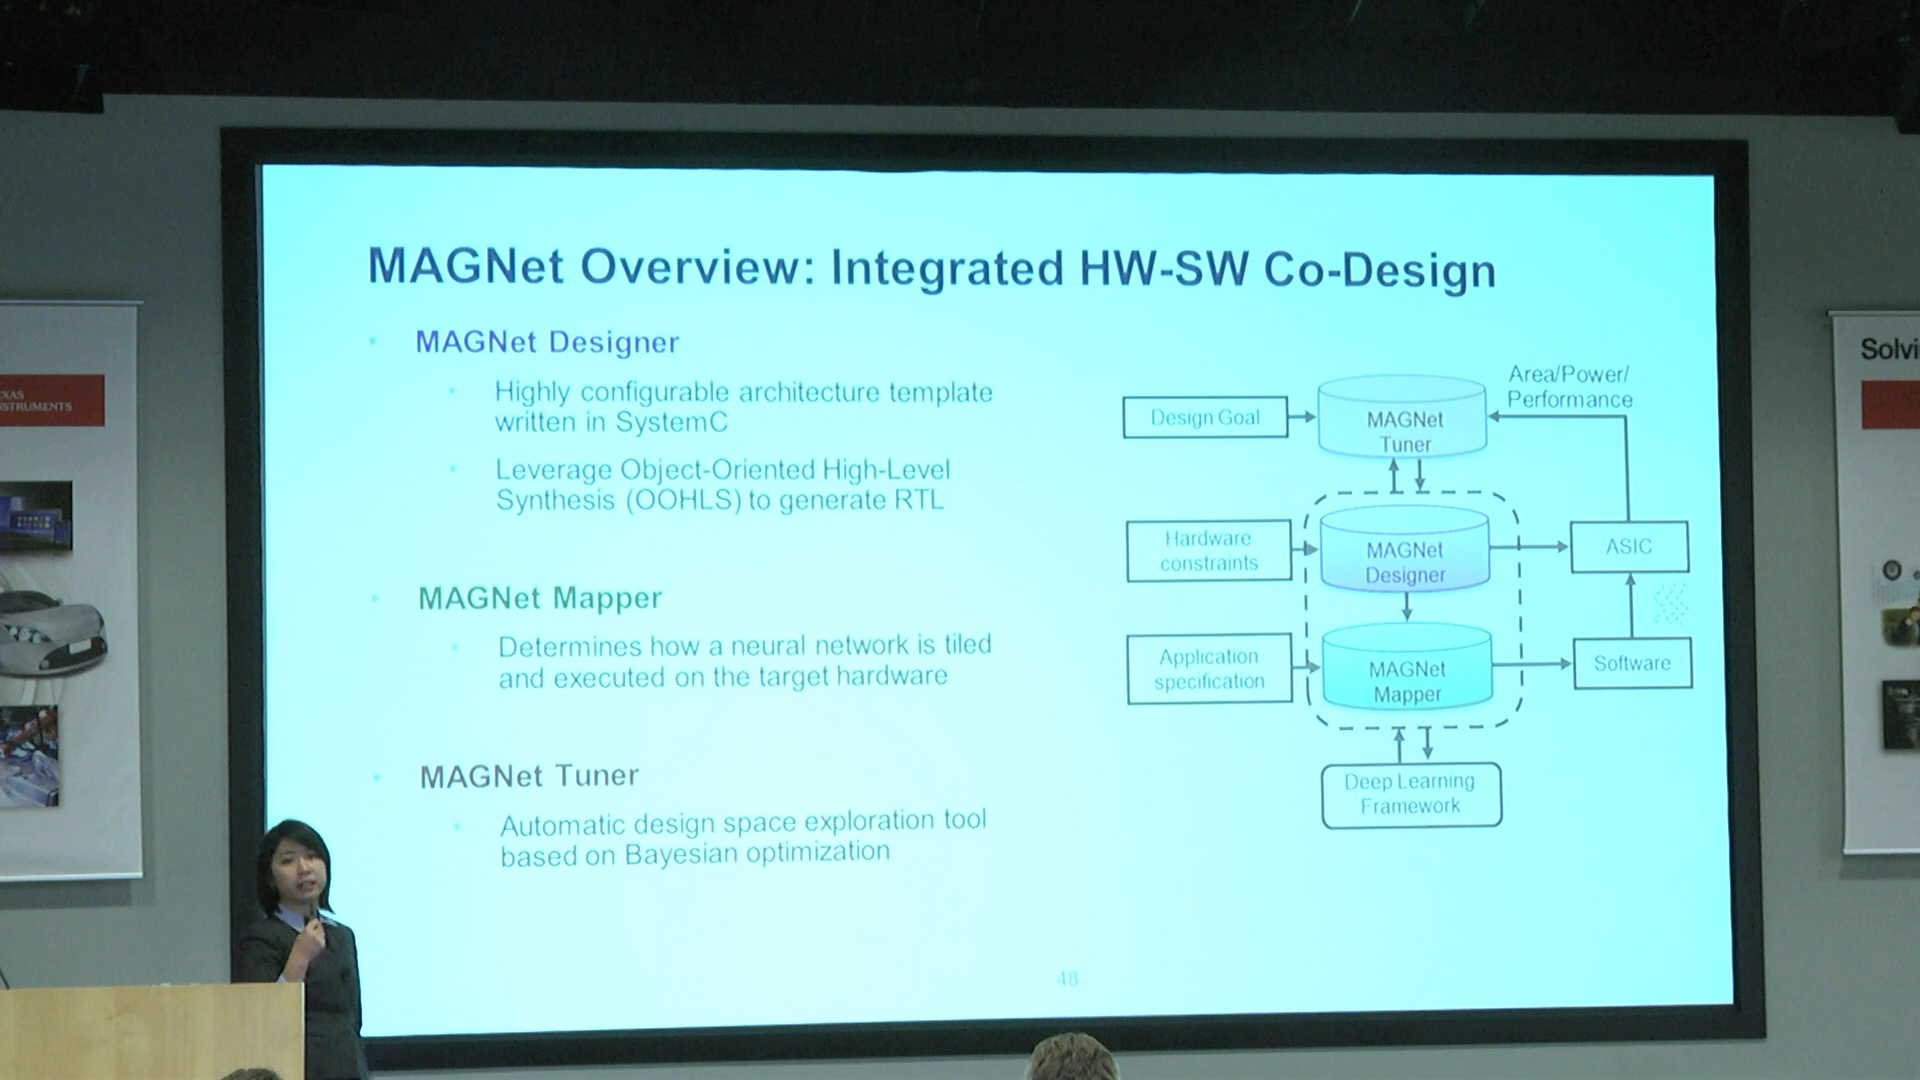 MAGNet Overview: Integrated HW-SW Co-Design
MAGNet Designer
Highly configurable architecture template
written in SystemC
Leverage Object-Oriented High-Level
Synthesis (OOHLS) to generate RTL
MAGNet Mapper
Determines how a neural network is tiled
and executed on the target hardware
MAGNet Tuner
Automatic design space exploration tool
based on Bayesian optimization
Design Goal
MAGNet
Tuner
Area/Power/
Performance
Hardware
constraints
MAGNet
Designer
ASIC
Application
specification
MAGNet
Mapper
Software
Deep Learning
Framework
48
EXAS
STRUMENTS
Solvi